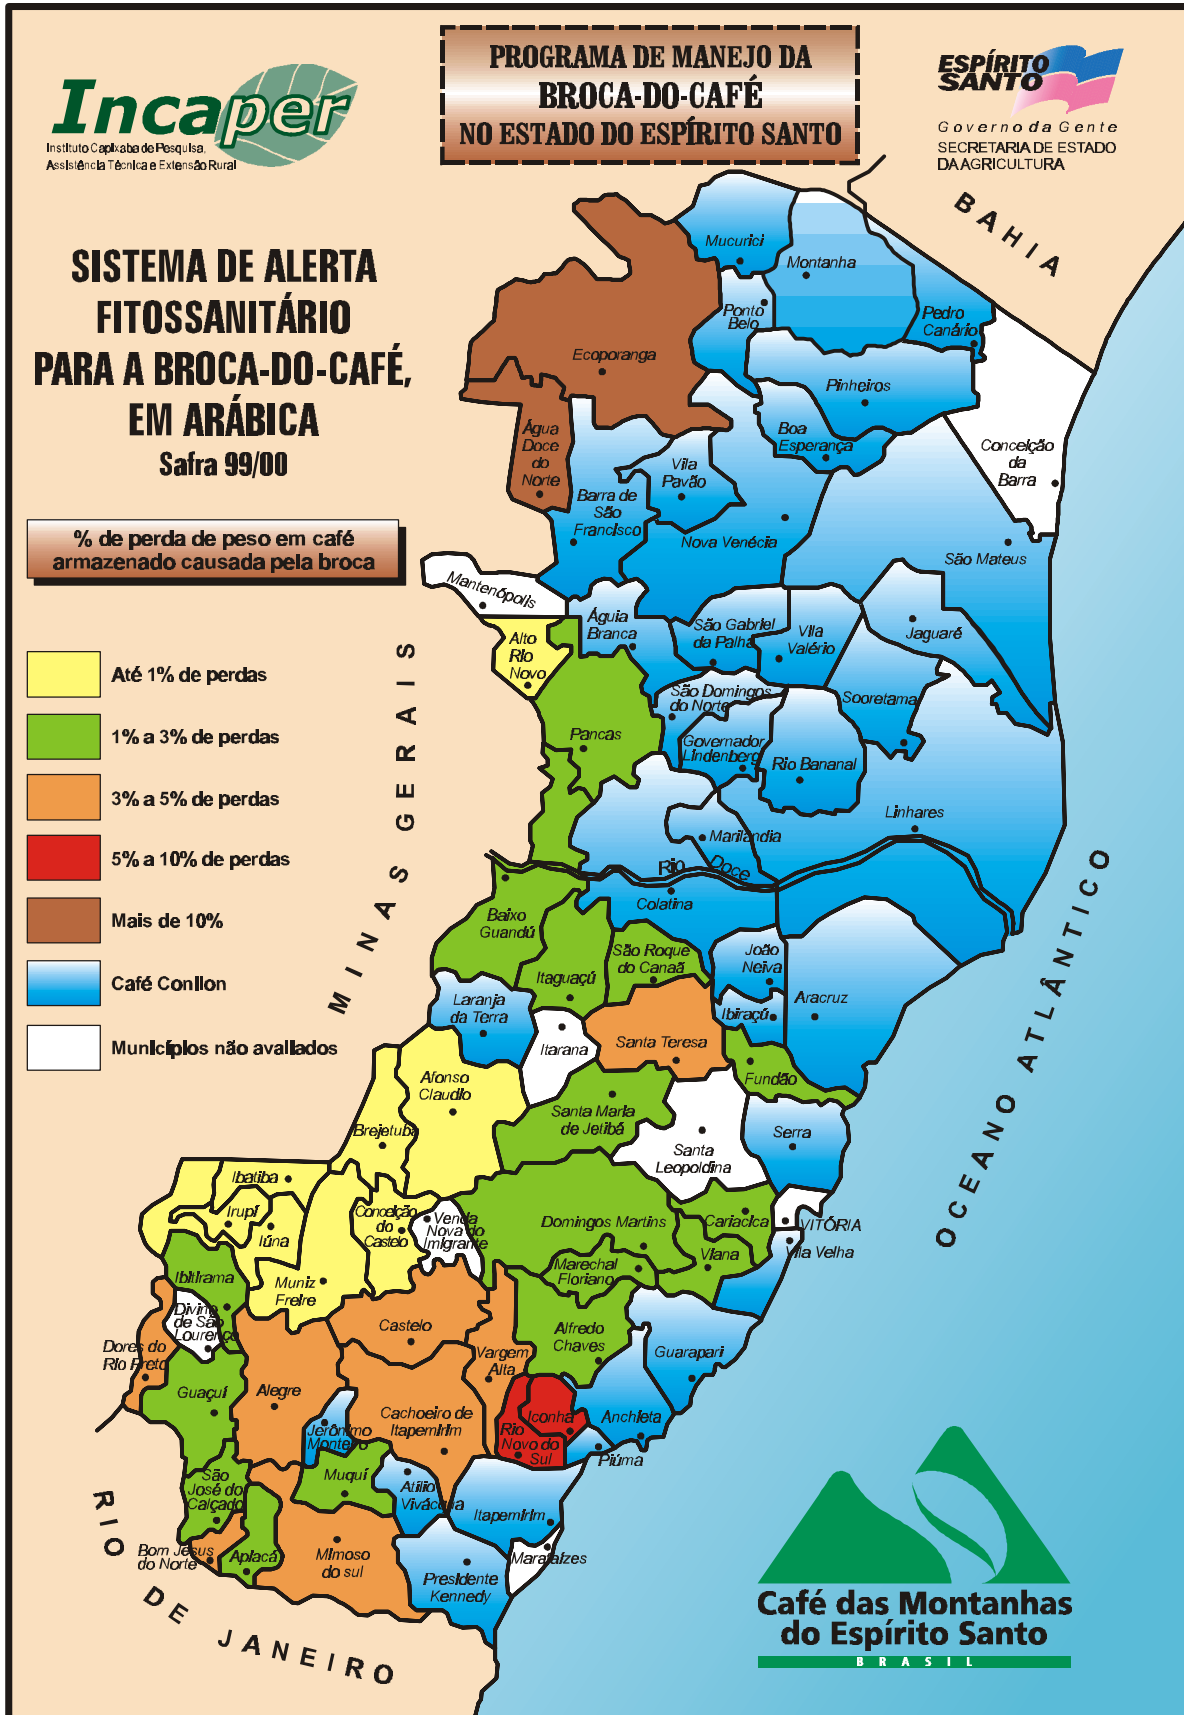 Incaper
Instituto Capixaba de Pesquisa,
Assistência Técnica e Extensão Rural
PROGRAMA DE MANEJO DA
BROCA-DO-CAFÉ
NO ESTADO DO ESPÍRITO SANTO
ESPÍRITO
SANTO
Governo da Gente
SECRETARIA DE ESTADO
DA AGRICULTURA
SISTEMA DE ALERTA
FITOSSANITÁRIO
PARA A BROCA-DO-CAFÉ,
EM ARÁBICA
Safra 99/00
% de perda de peso em café
armazenado causada pela broca
Até 1% de perdas
1% a 3% de perdas
3% a 5% de perdas
5% a 10% de perdas
Mais de 10%
Café Conilon
Municípios não avaliados
BAHIA
MINAS GERAIS
OCEANO ATLÂNTICO
RIO DE JANEIRO
Mucurici
Montanha
Ponto
Belo
Pedro
Canário
Ecoporanga
Pinheiros
Água
Doce
do
Norte
Boa
Esperança
Conceição
da
Barra
Vila
Pavão
Barra de
São
Francisco
Nova Venécia
São Mateus
Mantenópolis
Águia
Branca
São Gabriel
da Palha
Vila
Valério
Jaguaré
Alto
Rio
Novo
São Domingos
do Norte
Sooretama
Pancas
Governador
Lindenberg
Rio Bananal
Linhares
Marilândia
Rio Doce
Colatina
Baixo
Guandú
Itaguaçú
São Roque
do Canaã
João
Neiva
Laranja
da Terra
Ibiraçú
Aracruz
Itarana
Santa Teresa
Afonso
Claudio
Fundão
Santa Maria
de Jetibá
Brejetuba
Serra
Santa
Leopoldina
Ibatiba
Irupí
Iúna
Conceição
do
Castelo
Venda
Nova do
Imigrante
Domingos Martins
Cariacica
VITÓRIA
Viana
Vila Velha
Ibitirama
Muniz
Freire
Marechal
Floriano
Divino
de São
Lourenço
Castelo
Alfredo
Chaves
Dores do
Rio Preto
Vargem
Alta
Guarapari
Guaçuí
Alegre
Cachoeiro de
Itapemirim
Iconha
Anchieta
Jerônimo
Monteiro
Rio
Novo do
Sul
Piúma
São
José do
Calçado
Muquí
Atílio
Vivácqua
Itapemirim
Bom Jesus
do Norte
Apiacá
Mimoso
do sul
Marataízes
Presidente
Kennedy
Café das Montanhas
do Espírito Santo
BRASIL